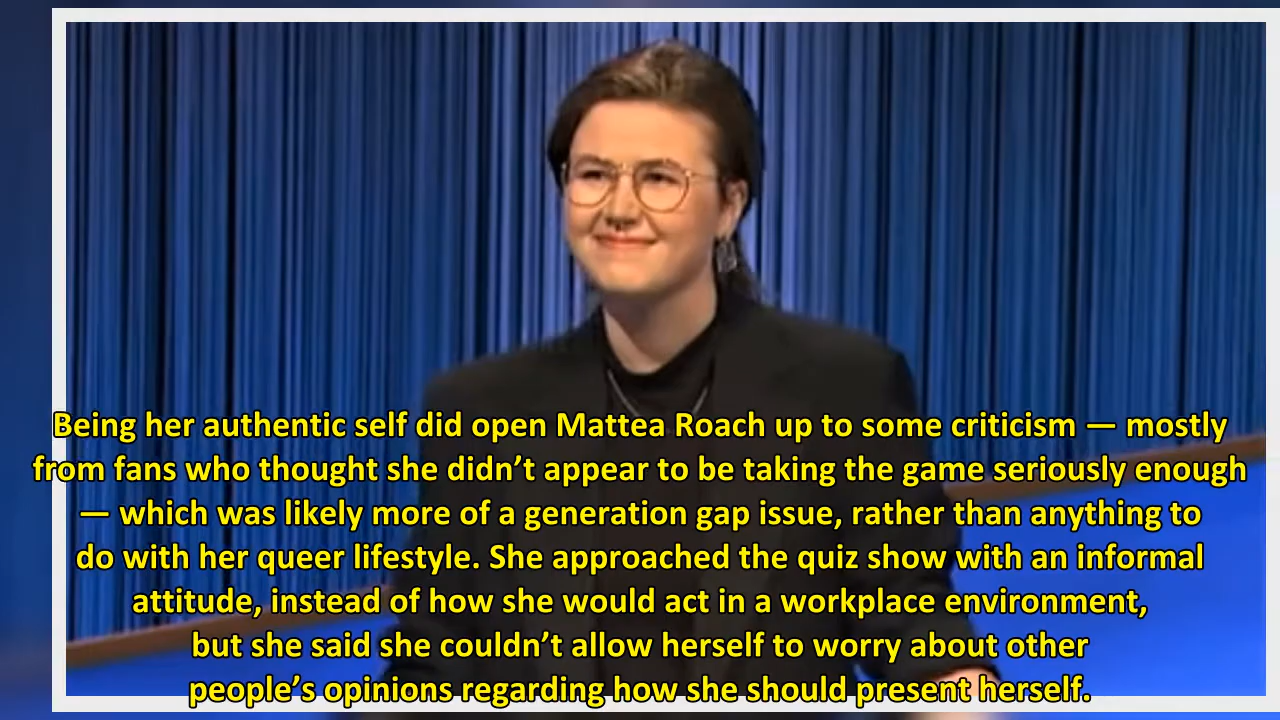 Being her authentic self did open Mattea Roach up to some criticism — mostly
from fans who thought she didn’t appear to be taking the game seriously enough
— which was likely more of a generation gap issue, rather than anything to
do with her queer lifestyle. She approached the quiz show with an informal
attitude, instead of how she would act in a workplace environment,
but she said she couldn’t allow herself to worry about other
people’s opinions regarding how she should present herself.